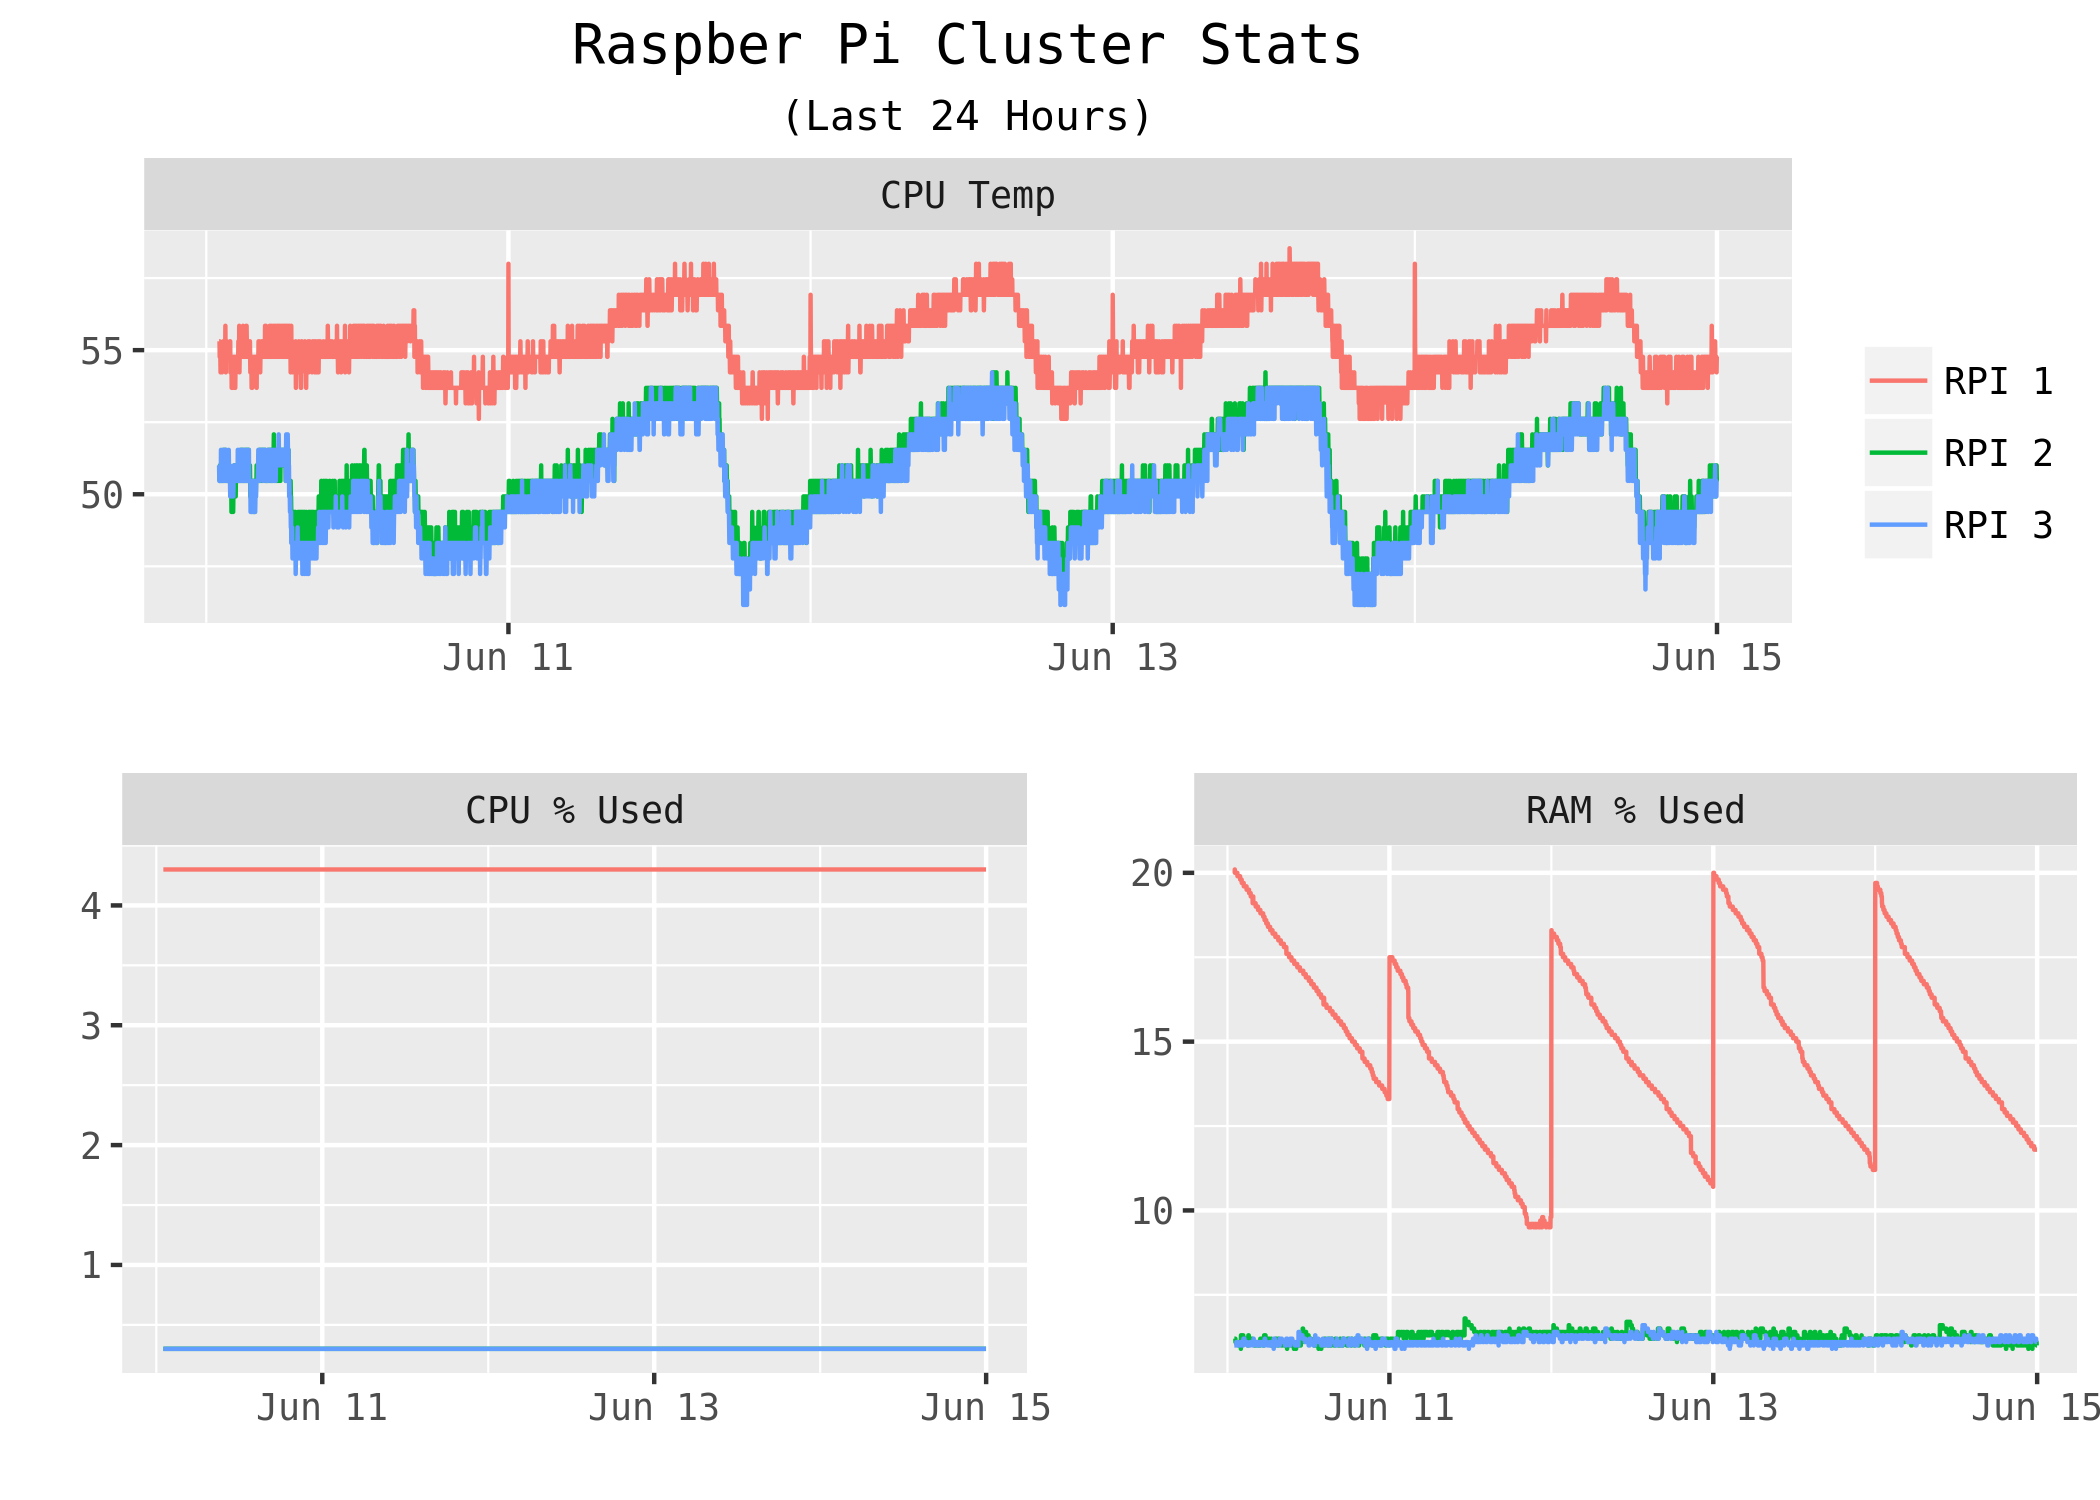 Raspber Pi Cluster Stats
(Last 24 Hours)
CPU Temp
55
50
Jun 11 Jun 13 Jun 15
RPI 1
RPI 2
RPI 3
CPU % Used
4
3
2
1
Jun 11 Jun 13 Jun 15
RAM % Used
20
15
10
Jun 11 Jun 13 Jun 15